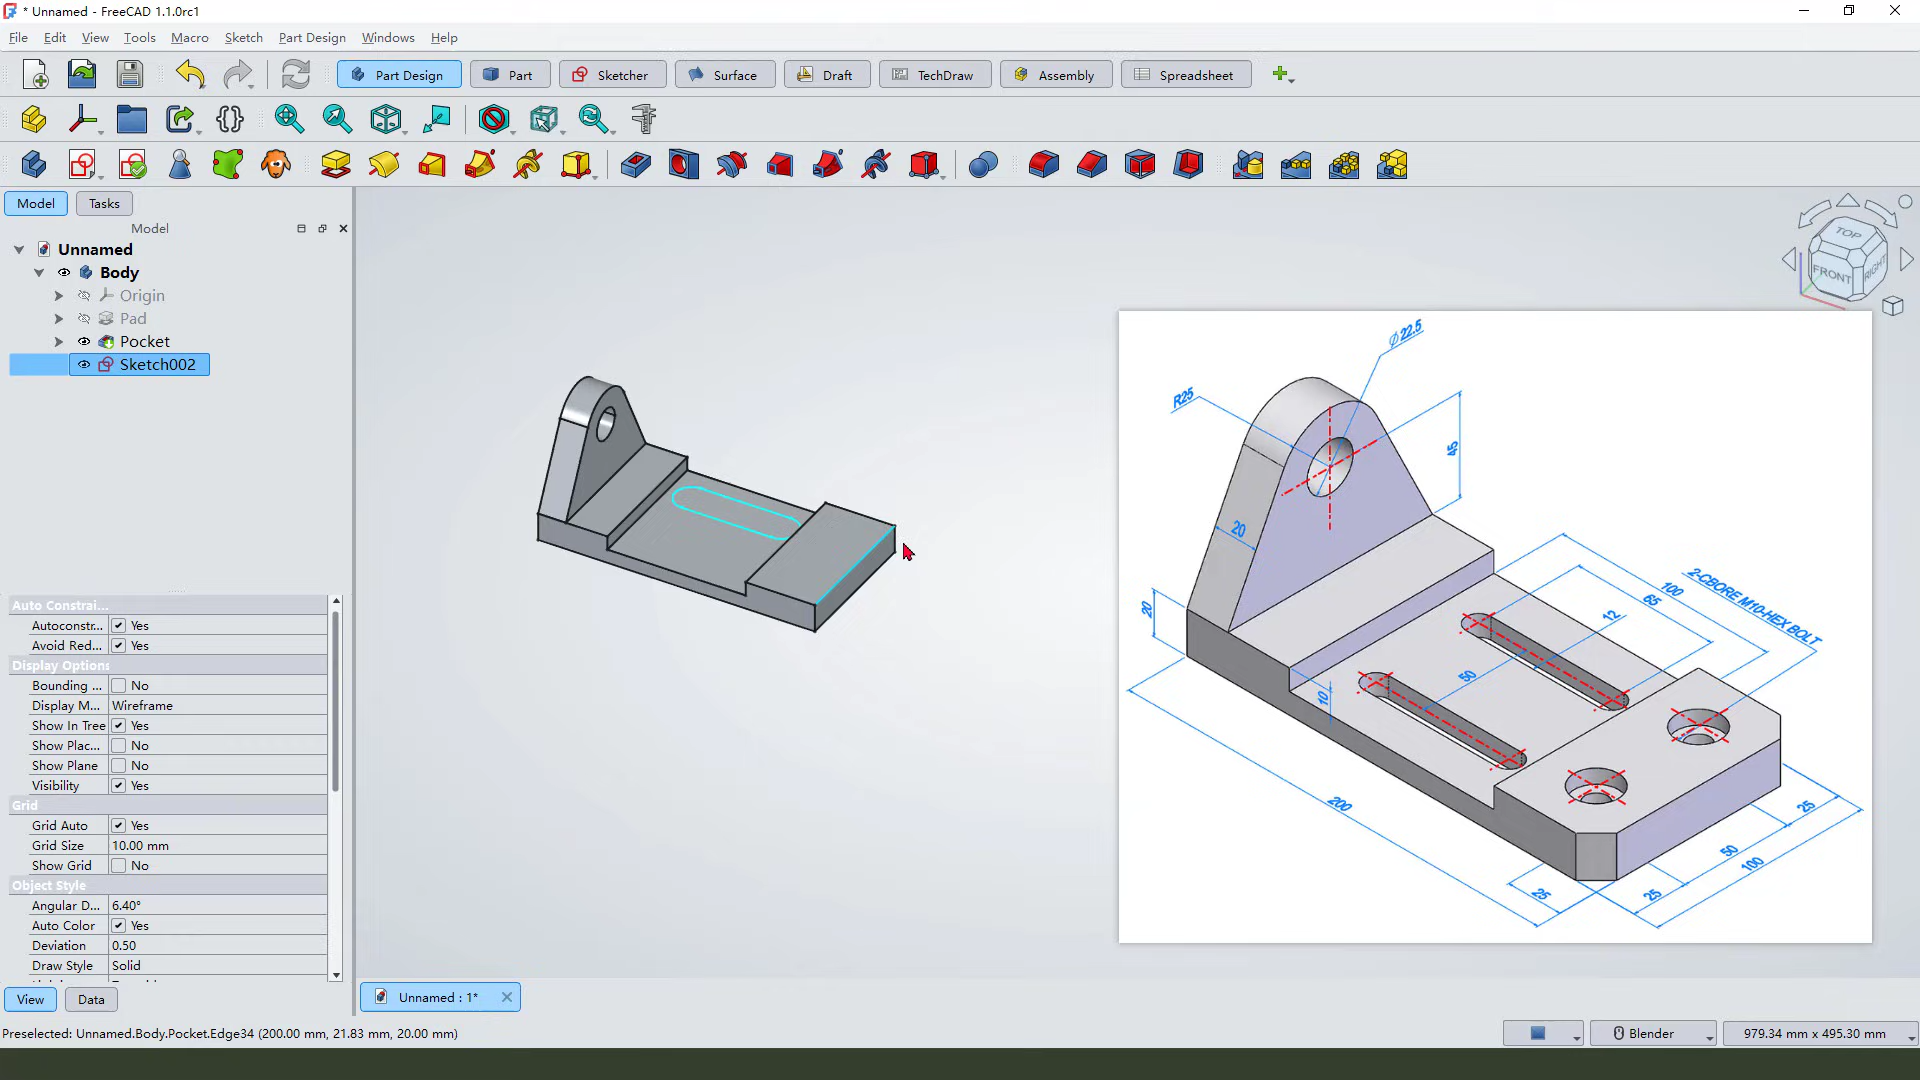 * Unnamed - FreeCAD 1.1.0rc1
File Edit View Tools Macro Sketch Part Design Windows Help
Part Design Part Sketcher Surface Draft TechDraw Assembly Spreadsheet
Model Tasks
Model
Unnamed
Body
Origin
Pad
Pocket
Sketch002
Auto Constrai...
Autoconstr... Yes
Avoid Red... Yes
Display Options
Bounding ... No
Display M... Wireframe
Show In Tree Yes
Show Plac... No
Show Plane No
Visibility Yes
Grid
Grid Auto Yes
Grid Size 10.00 mm
Show Grid No
Object Style
Angular D... 6.40°
Auto Color Yes
Deviation 0.50
Draw Style Solid
View Data
TOP
FRONT
RIGHT
Ø22.5
R25
45
20
20
100
65
12
2-CBORE M10-HEX BOLT
50
10
200
25
50
100
25
25
Unnamed : 1*
Preselected: Unnamed.Body.Pocket.Edge34 (200.00 mm, 21.83 mm, 20.00 mm)
Blender
979.34 mm x 495.30 mm